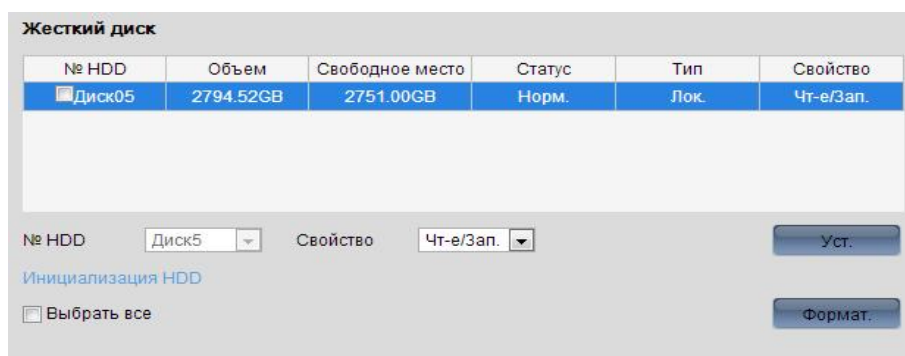 Жесткий диск
№ HDD Объем Свободное место Статус Тип Свойство
Диск05 2794.52GB 2751.00GB Норм. Лок. Чт-е/Зап.
№ HDD Диск5 Свойство Чт-е/Зап. Уст.
Инициализация HDD
Выбрать все Формат.